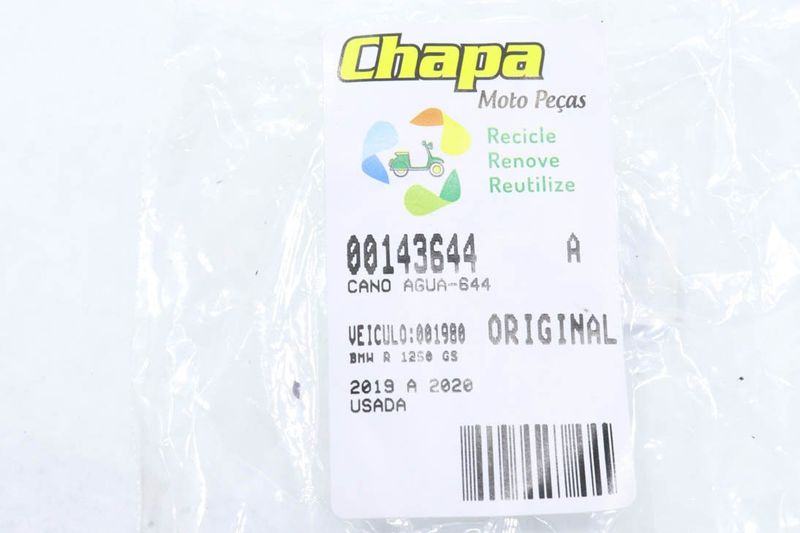 Chapa
Moto Peças
Recicle
Renove
Reutilize
00143644 A
CANO AGUA-644
VEICULO:001980 ORIGINAL
BMW R 1250 GS
2019 A 2020
USADA